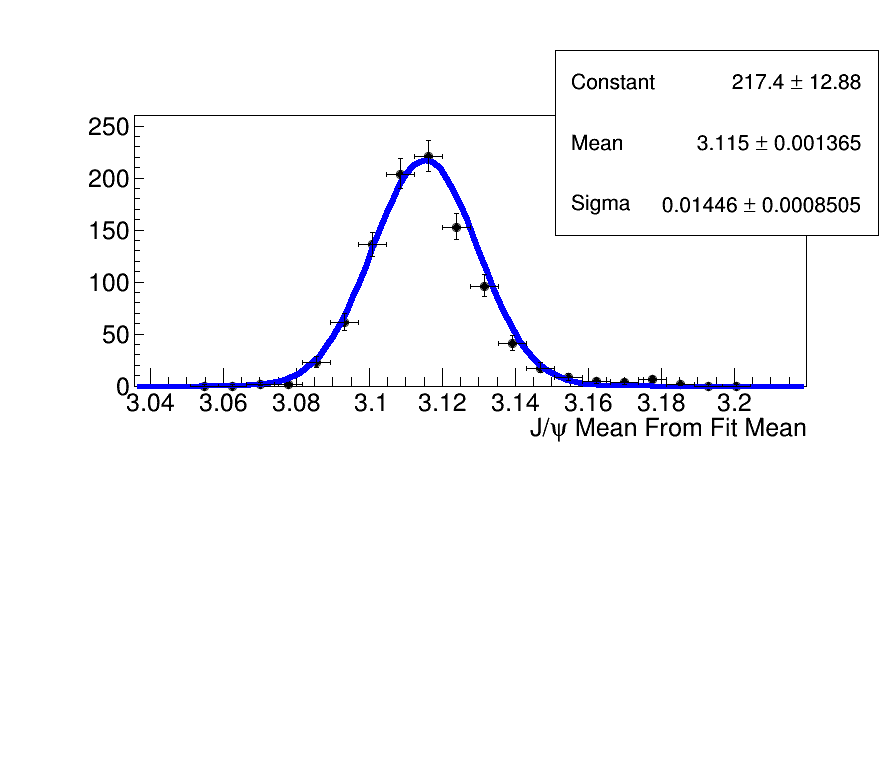 Constant 217.4 ± 12.88
Mean 3.115 ± 0.001365
Sigma 0.01446 ± 0.0008505
250
200
150
100
50
0
3.04 3.06 3.08 3.1 3.12 3.14 3.16 3.18 3.2
J/ψ Mean From Fit Mean